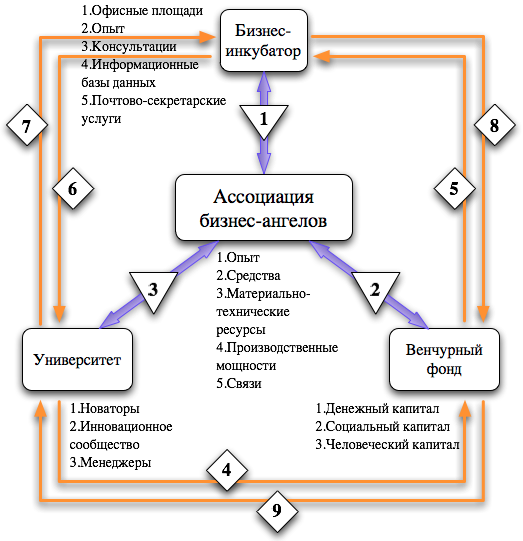 1.Офисные площади
2.Опыт
3.Консультации
4.Информационные
базы данных
5.Почтово-секретарские
услуги
Бизнес-
инкубатор
7
8
1
6
5
Ассоциация
бизнес-ангелов
1.Опыт
2.Средства
3.Материально-
технические
ресурсы
4.Производственные
мощности
5.Связи
3
2
Университет
Венчурный
фонд
1.Новаторы
2.Инновационное
сообщество
3.Менеджеры
1.Денежный капитал
2.Социальный капитал
3.Человеческий капитал
4
9